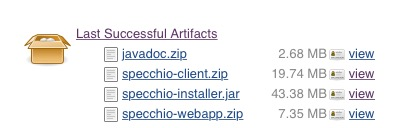 Last Successful Artifacts
javadoc.zip 2.68 MB view
specchio-client.zip 19.74 MB view
specchio-installer.jar 43.38 MB view
specchio-webapp.zip 7.35 MB view